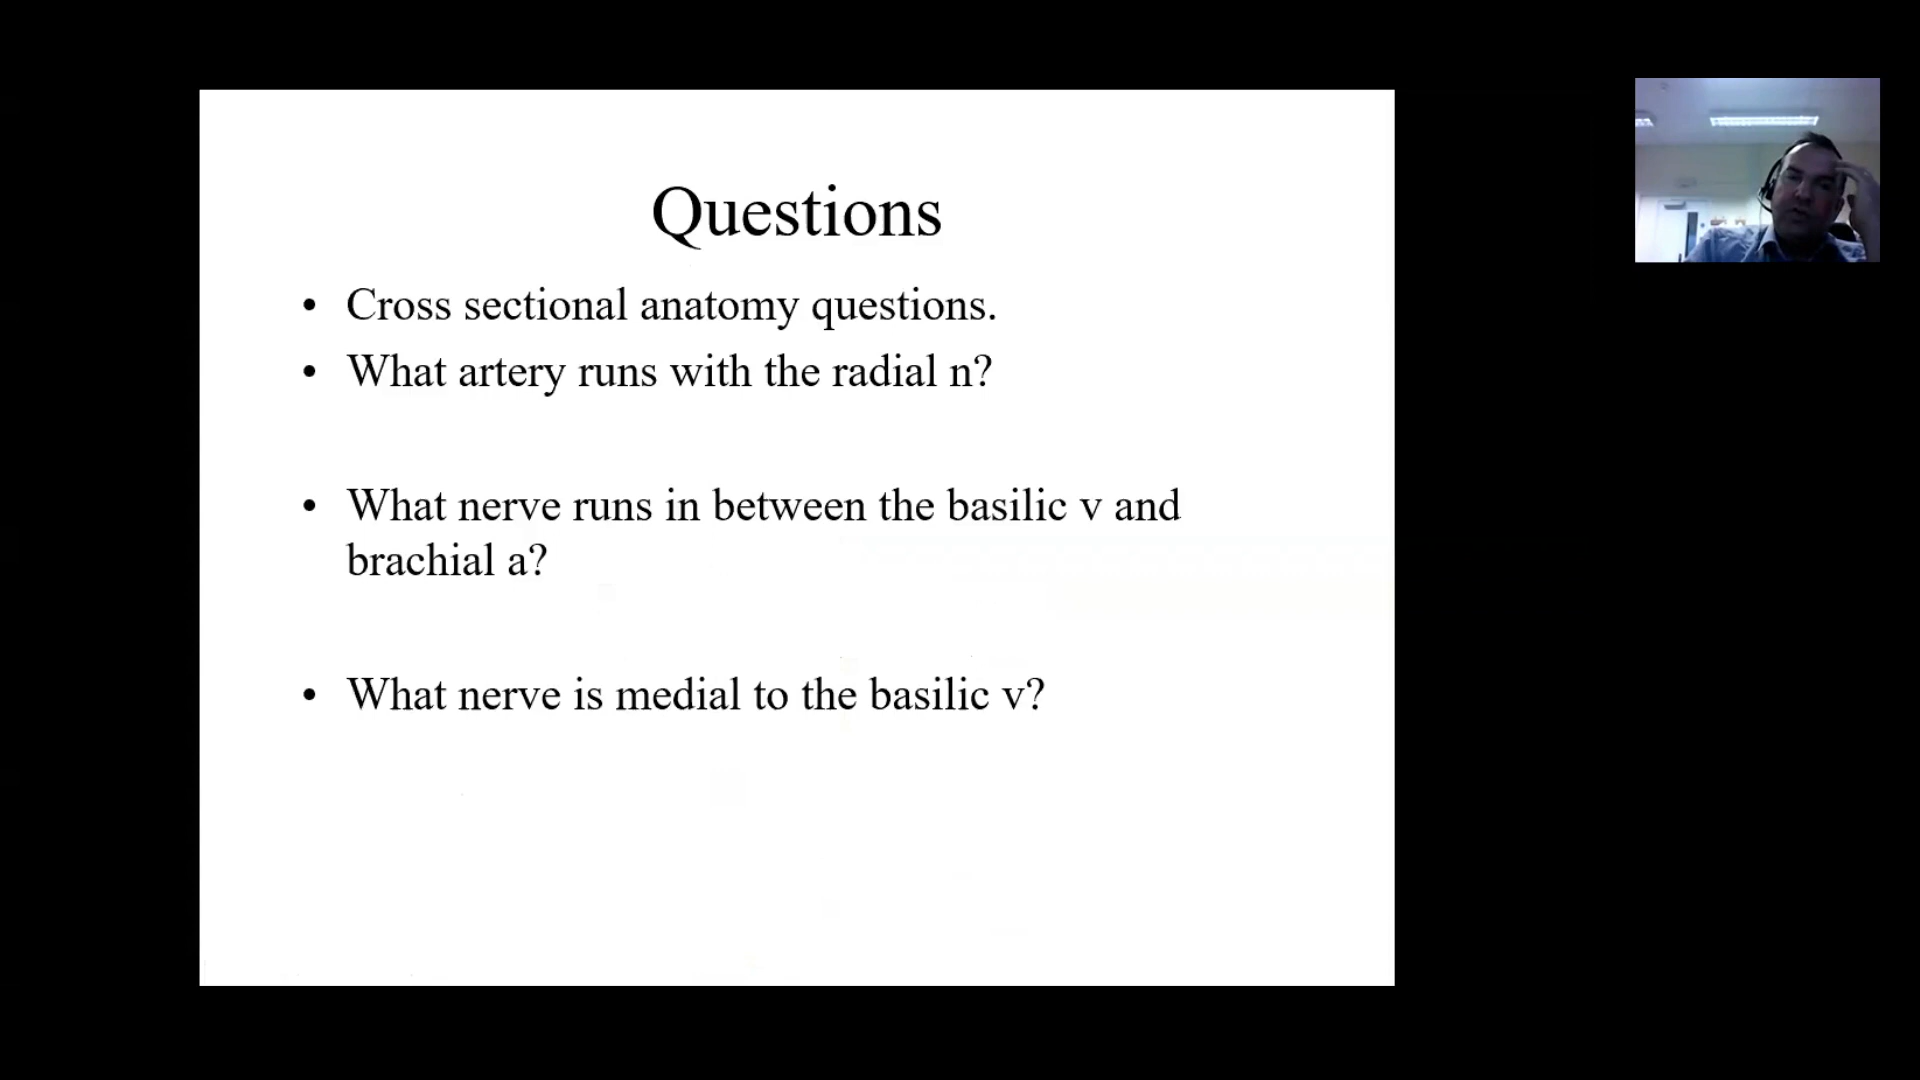 Questions
• Cross sectional anatomy questions.
• What artery runs with the radial n?
• What nerve runs in between the basilic v and
brachial a?
• What nerve is medial to the basilic v?